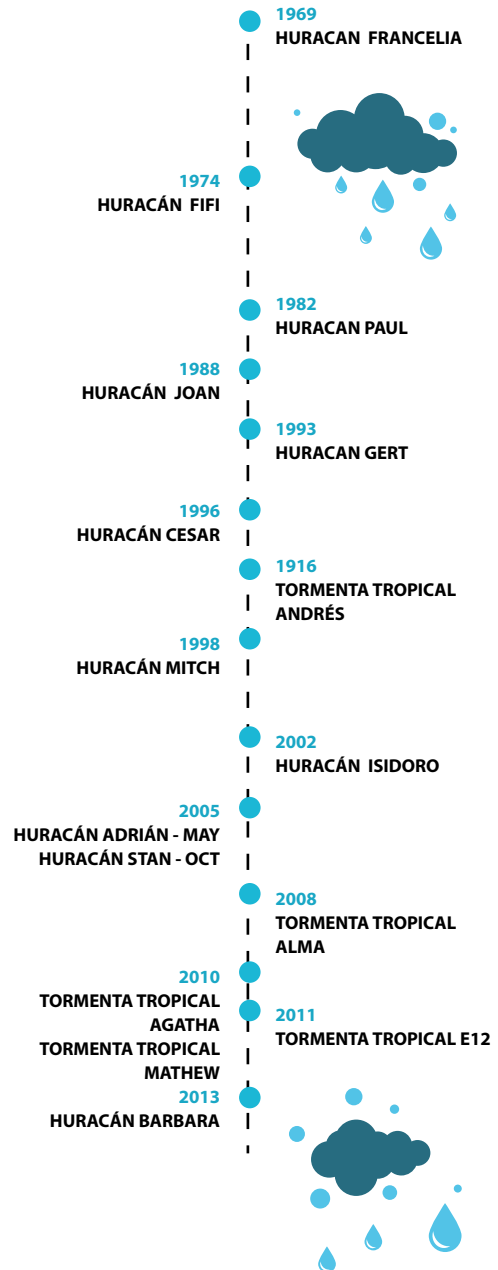 1969
HURACAN FRANCELIA
1974
HURACÁN FIFI
1982
HURACAN PAUL
1988
HURACÁN JOAN
1993
HURACAN GERT
1996
HURACÁN CESAR
1916
TORMENTA TROPICAL
ANDRÉS
1998
HURACÁN MITCH
2002
HURACÁN ISIDORO
2005
HURACÁN ADRIÁN - MAY
HURACÁN STAN - OCT
2008
TORMENTA TROPICAL
ALMA
2010
TORMENTA TROPICAL
AGATHA
TORMENTA TROPICAL
MATHEW
2011
TORMENTA TROPICAL E12
2013
HURACÁN BARBARA